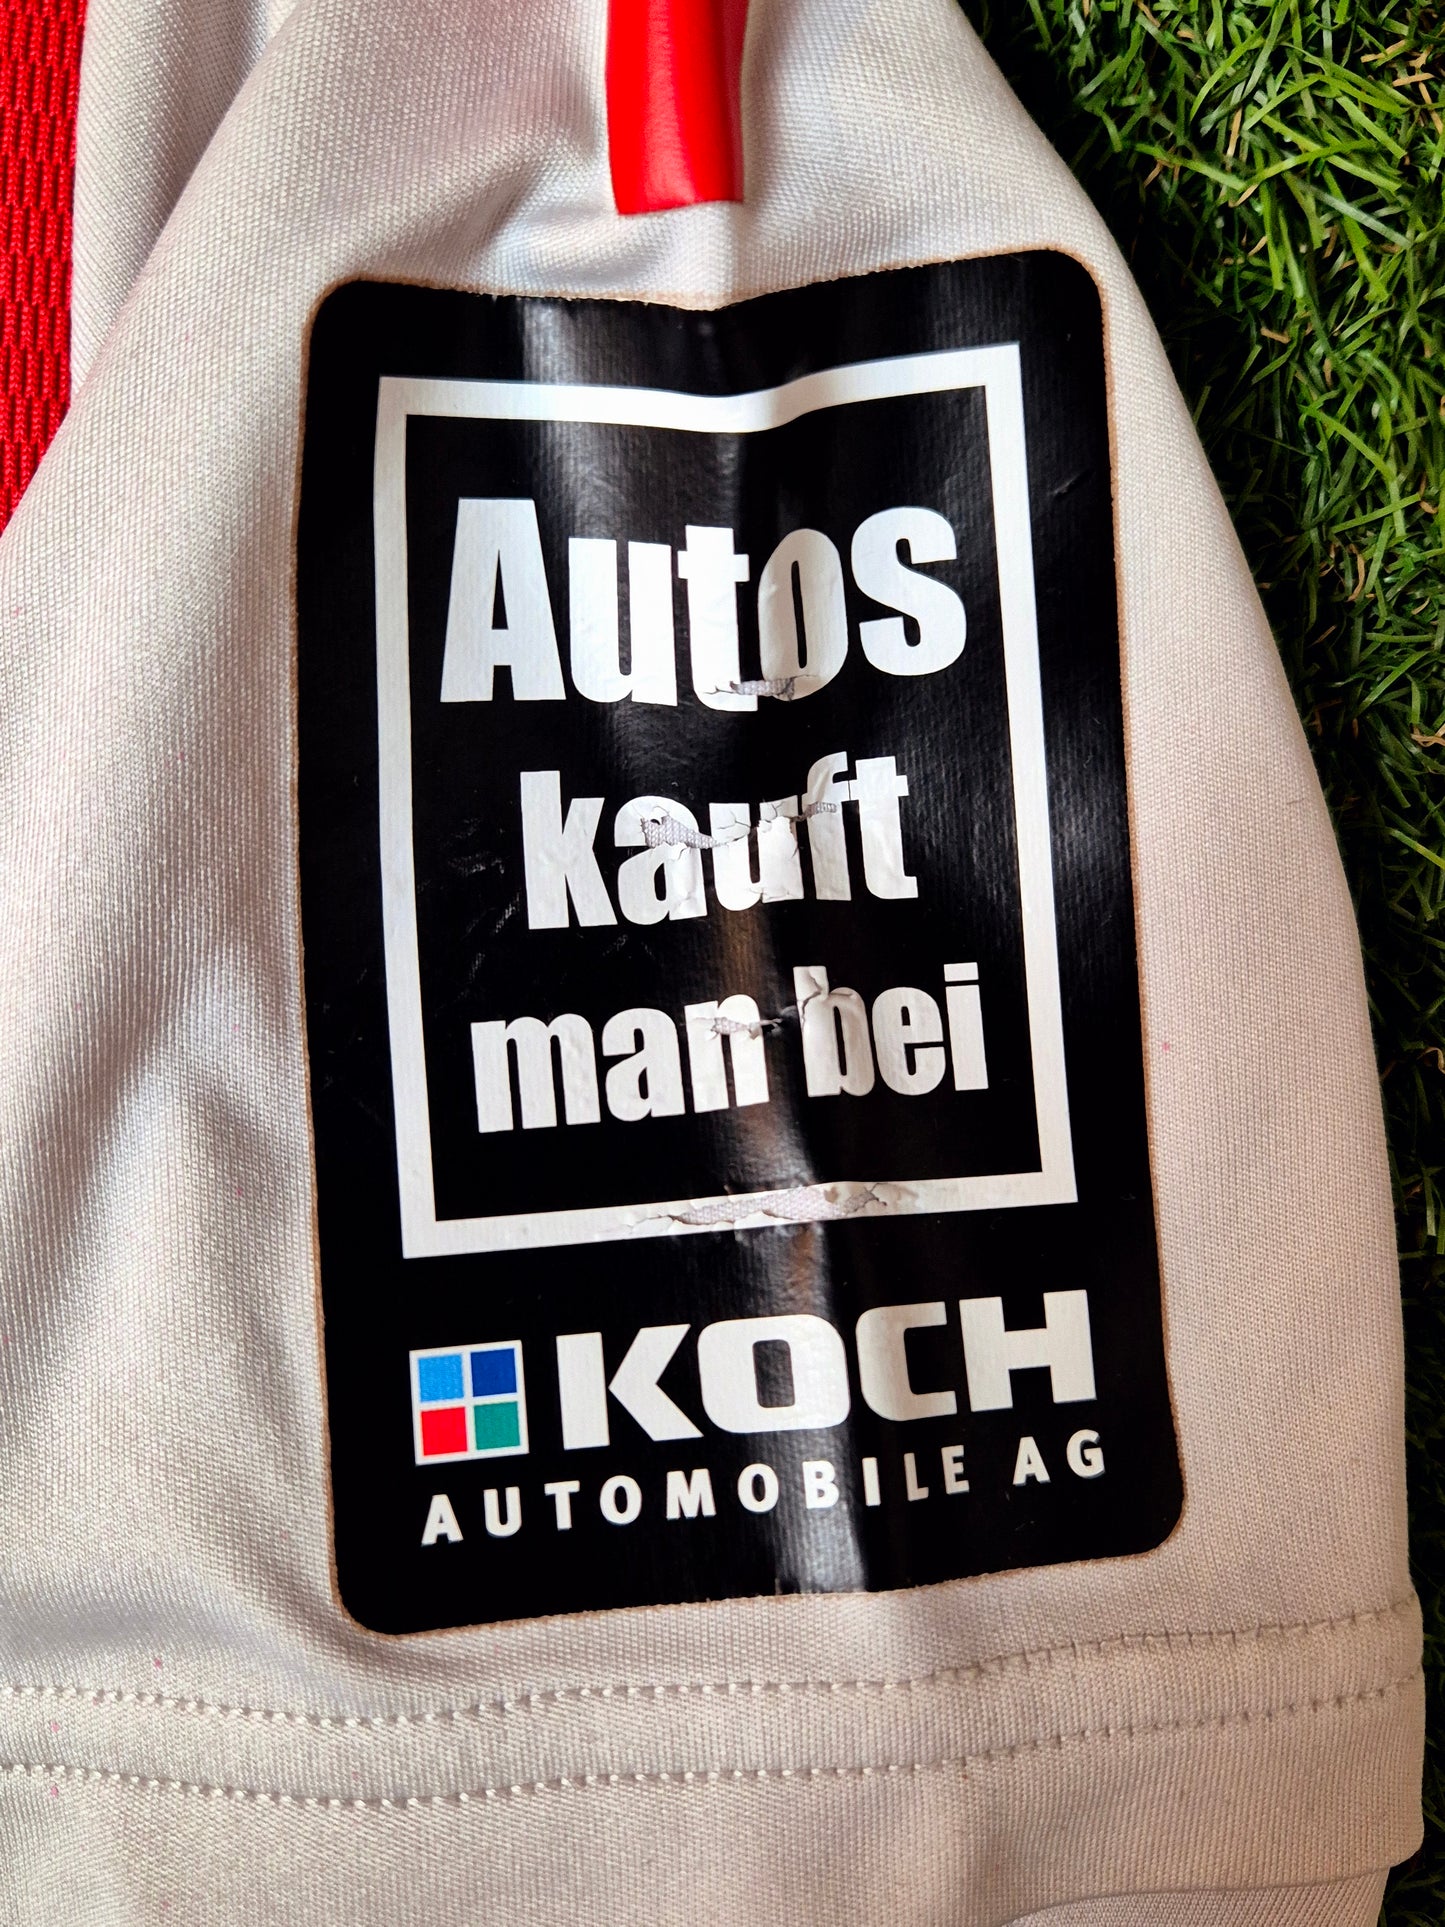 Autos
kauft
man bei
KOCH
AUTOMOBILE AG